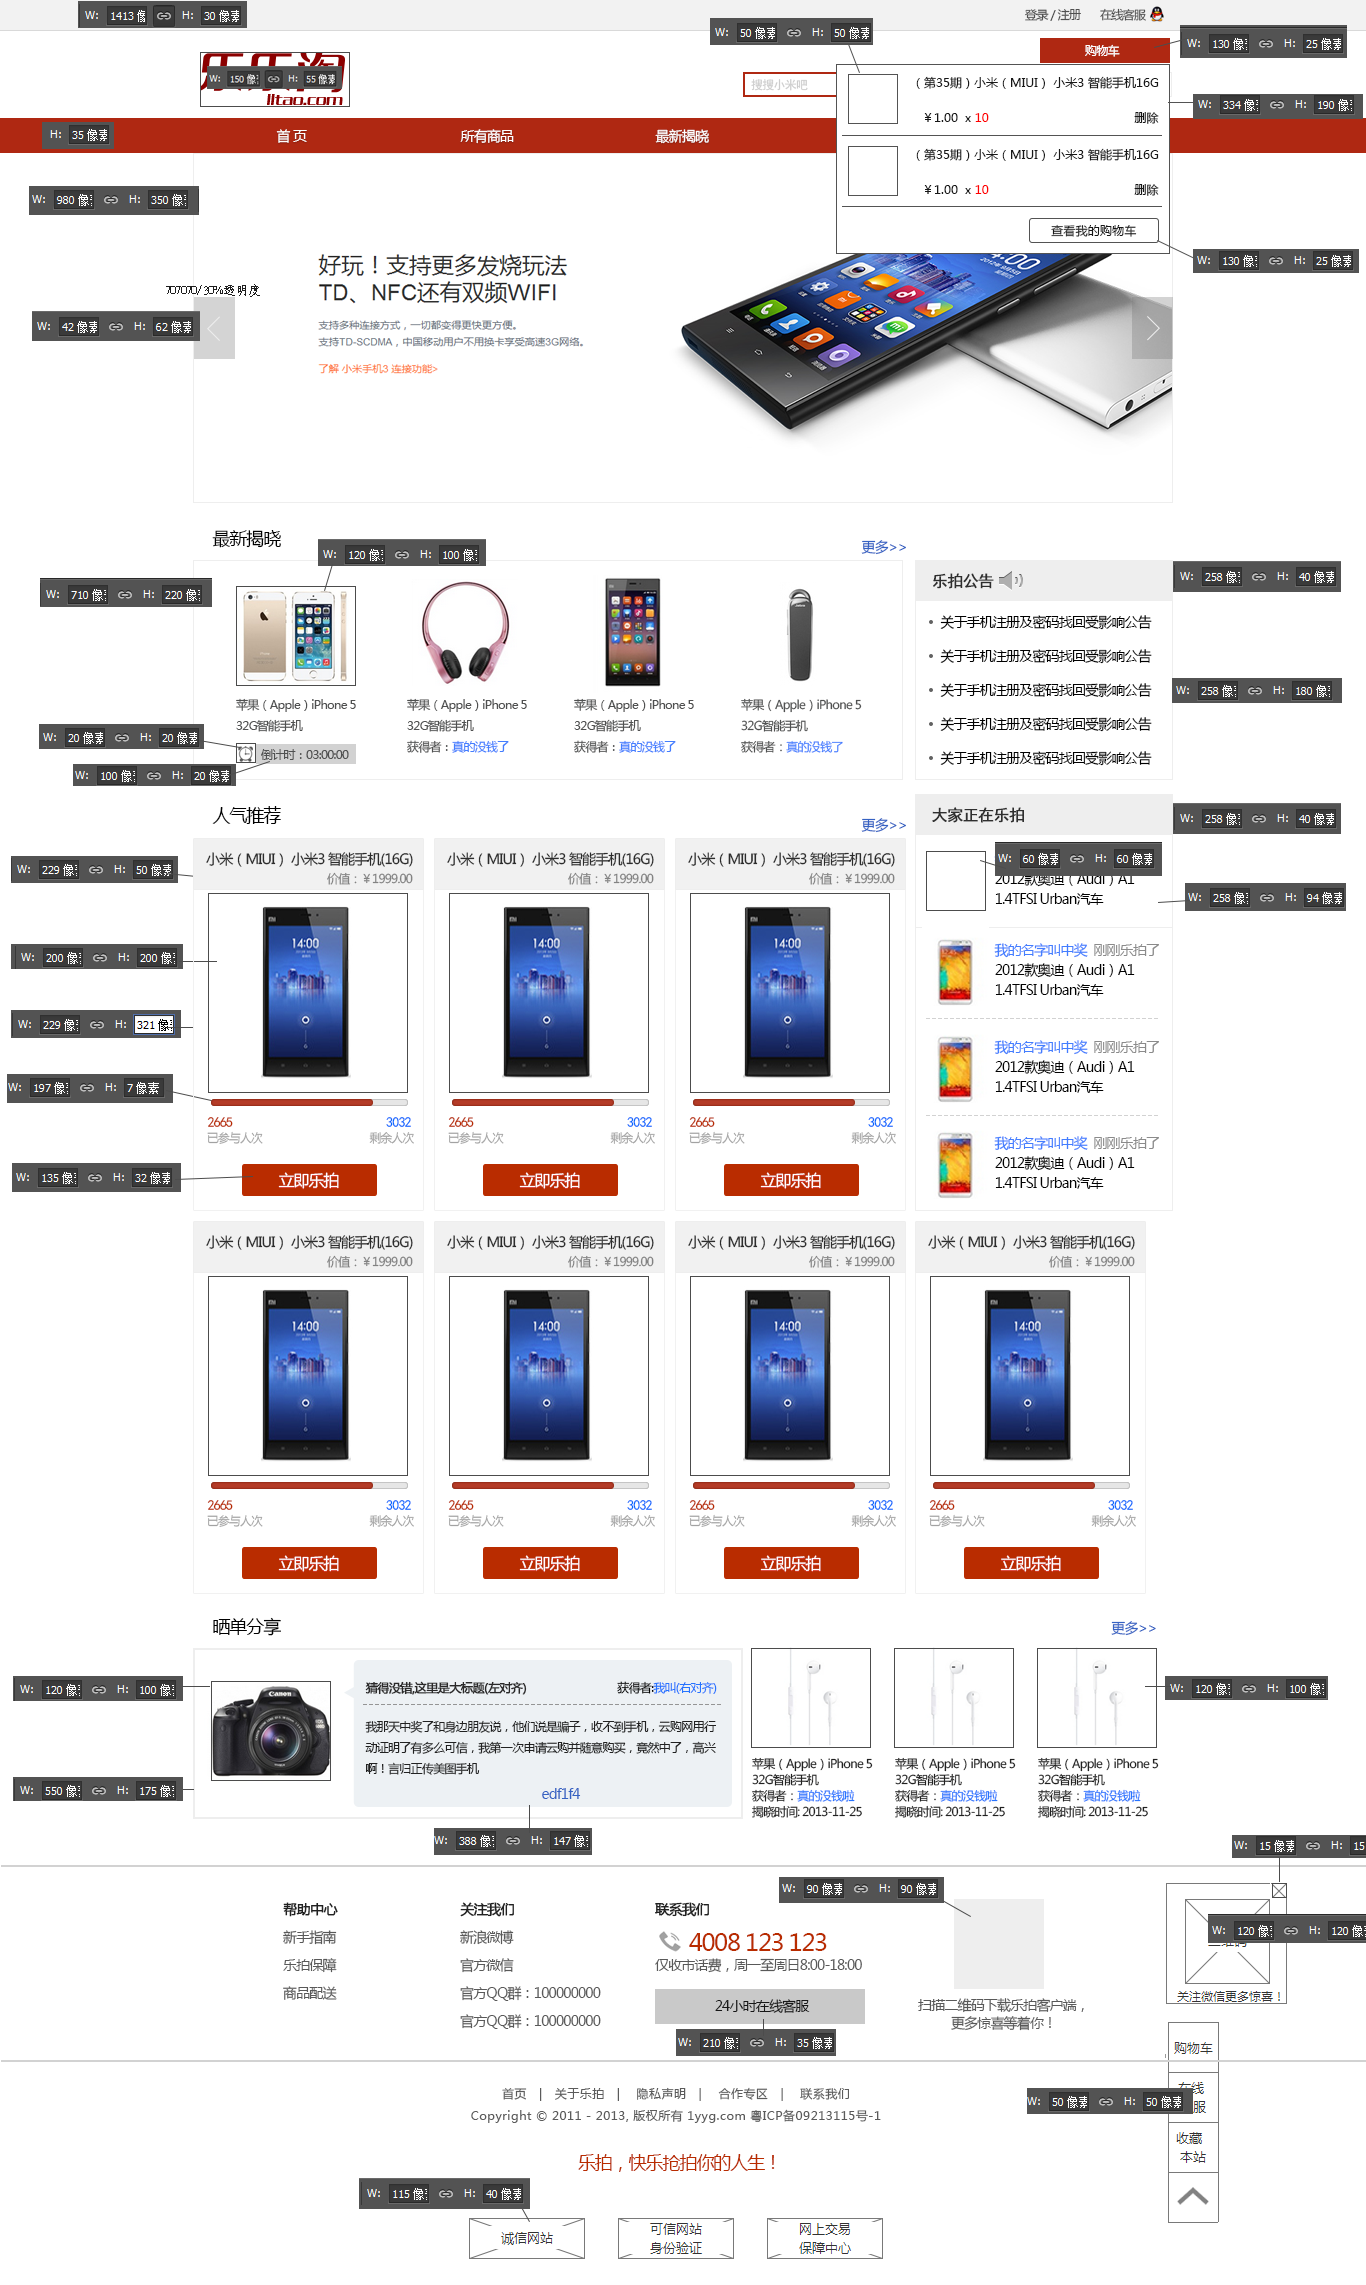 W: 1413 像 H: 30 像素
登录 / 注册 在线客服
W: 50 像素 H: 50 像素
购物车
W: 130 像 H: 25 像素
乐乐淘
lltao.com
W: 150 像 H: 55 像素
搜搜小米吧
（第35期）小米（MIUI） 小米3 智能手机16G
￥1.00 x 10 删除
W: 334 像 H: 190 像
H: 35 像素
首 页 所有商品 最新揭晓
（第35期）小米（MIUI） 小米3 智能手机16G
￥1.00 x 10 删除
W: 980 像 H: 350 像
查看我的购物车
W: 130 像 H: 25 像素
好玩！支持更多发烧玩法
TD、NFC还有双频WIFI
707070/30%透明度
W: 42 像素 H: 62 像素
支持多种连接方式，一切都变得更快更方便。
支持TD-SCDMA，中国移动用户不用换卡享受高速3G网络。
了解 小米手机3 连接功能>
最新揭晓
更多>>
W: 120 像 H: 100 像
W: 710 像 H: 220 像
乐拍公告
W: 258 像 H: 40 像素
• 关于手机注册及密码找回受影响公告
• 关于手机注册及密码找回受影响公告
• 关于手机注册及密码找回受影响公告
• 关于手机注册及密码找回受影响公告
• 关于手机注册及密码找回受影响公告
W: 258 像 H: 180 像
苹果（Apple）iPhone 5 苹果（Apple）iPhone 5 苹果（Apple）iPhone 5 苹果（Apple）iPhone 5
32G智能手机 32G智能手机 32G智能手机 32G智能手机
倒计时：03:00:00 获得者：真的没钱了 获得者：真的没钱了 获得者：真的没钱了
W: 20 像素 H: 20 像素
W: 100 像 H: 20 像素
人气推荐
更多>>
大家正在乐拍
W: 258 像 H: 40 像素
W: 60 像素 H: 60 像素
2012款奥迪（Audi）A1
1.4TFSI Urban汽车
W: 258 像 H: 94 像素
我的名字叫中奖 刚刚乐拍了
2012款奥迪（Audi）A1
1.4TFSI Urban汽车
我的名字叫中奖 刚刚乐拍了
2012款奥迪（Audi）A1
1.4TFSI Urban汽车
我的名字叫中奖 刚刚乐拍了
2012款奥迪（Audi）A1
1.4TFSI Urban汽车
小米（MIUI） 小米3 智能手机(16G) 小米（MIUI） 小米3 智能手机(16G) 小米（MIUI） 小米3 智能手机(16G)
价值：￥1999.00 价值：￥1999.00 价值：￥1999.00
W: 229 像 H: 50 像素
14:00 14:00 14:00
W: 200 像 H: 200 像
W: 229 像 H: 321 像
W: 197 像 H: 7 像素
2665 3032 2665 3032 2665 3032
已参与人次 剩余人次 已参与人次 剩余人次 已参与人次 剩余人次
W: 135 像 H: 32 像素
立即乐拍 立即乐拍 立即乐拍
小米（MIUI） 小米3 智能手机(16G) 小米（MIUI） 小米3 智能手机(16G) 小米（MIUI） 小米3 智能手机(16G) 小米（MIUI） 小米3 智能手机(16G)
价值：￥1999.00 价值：￥1999.00 价值：￥1999.00 价值：￥1999.00
14:00 14:00 14:00 14:00
2665 3032 2665 3032 2665 3032 2665 3032
已参与人次 剩余人次 已参与人次 剩余人次 已参与人次 剩余人次 已参与人次 剩余人次
立即乐拍 立即乐拍 立即乐拍 立即乐拍
晒单分享
更多>>
W: 120 像 H: 100 像
Canon
猜得没错,这里是大标题(左对齐) 获得者:我叫(右对齐)
我那天中奖了和身边朋友说，他们说是骗子，收不到手机，云购网用行
动证明了有多么可信，我第一次申请云购并随意购买，竟然中了，高兴
啊！言归正传美图手机
edf1f4
W: 550 像 H: 175 像
W: 388 像 H: 147 像
W: 120 像 H: 100 像
苹果（Apple）iPhone 5 苹果（Apple）iPhone 5 苹果（Apple）iPhone 5
32G智能手机 32G智能手机 32G智能手机
获得者：真的没钱啦 获得者：真的没钱啦 获得者：真的没钱啦
揭晓时间: 2013-11-25 揭晓时间: 2013-11-25 揭晓时间: 2013-11-25
W: 15 像素 H: 15
W: 90 像素 H: 90 像素
帮助中心 关注我们 联系我们
新手指南 新浪微博 4008 123 123
乐拍保障 官方微信 仅收市话费，周一至周日8:00-18:00
商品配送 官方QQ群：100000000 24小时在线客服
官方QQ群：100000000
W: 210 像 H: 35 像素
扫描二维码下载乐拍客户端，
更多惊喜等着你！
W: 120 像 H: 120 像
关注微信更多惊喜！
购物车
在线
服
W: 50 像素 H: 50 像素
收藏
本站
首页 | 关于乐拍 | 隐私声明 | 合作专区 | 联系我们
Copyright © 2011 - 2013, 版权所有 1yyg.com 粤ICP备09213115号-1
乐拍，快乐抢拍你的人生！
W: 115 像 H: 40 像素
诚信网站 可信网站 网上交易
身份验证 保障中心